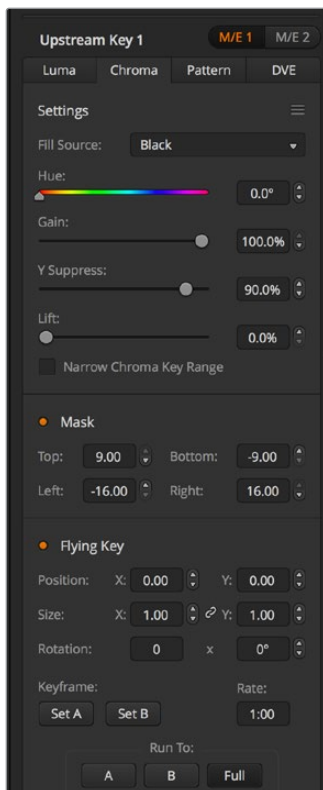 Upstream Key 1 M/E 1 M/E 2
Luma Chroma Pattern DVE
Settings
Fill Source: Black
Hue:
0.0°
Gain:
100.0%
Y Suppress:
90.0%
Lift:
0.0%
Narrow Chroma Key Range
Mask
Top: 9.00 Bottom: -9.00
Left: -16.00 Right: 16.00
Flying Key
Position: X: 0.00 Y: 0.00
Size: X: 1.00 Y: 1.00
Rotation: 0 x 0°
Keyframe: Rate:
Set A Set B 1:00
Run To:
A B Full